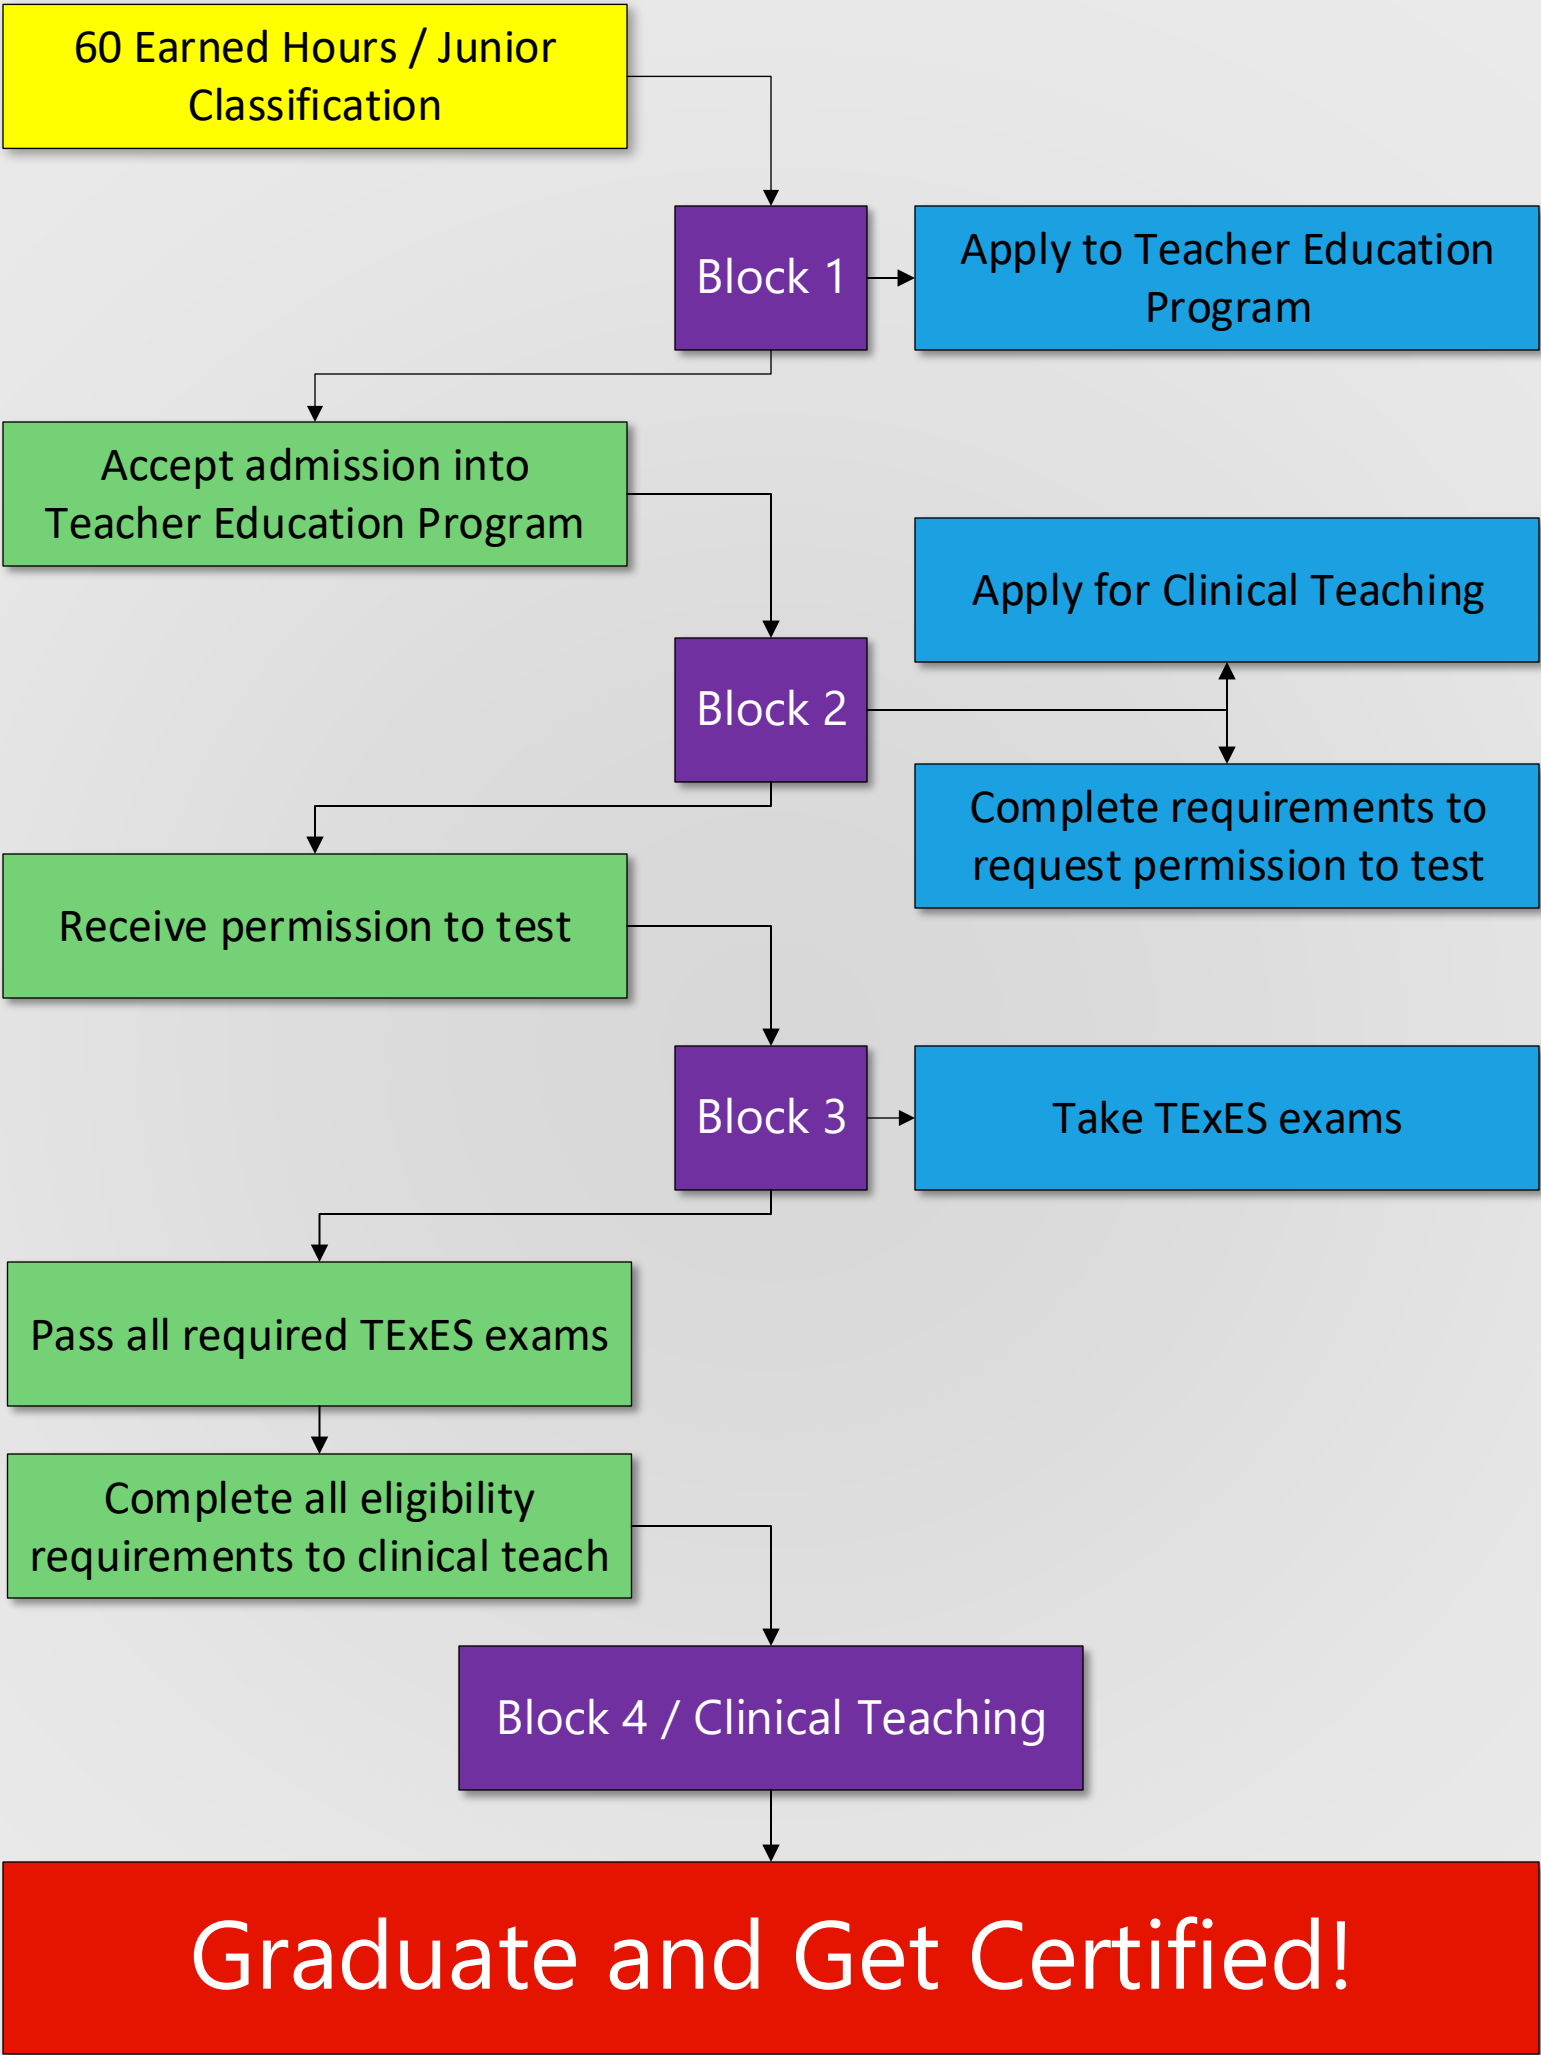 60 Earned Hours / Junior
Classification
Block 1
Apply to Teacher Education
Program
Accept admission into
Teacher Education Program
Apply for Clinical Teaching
Block 2
Complete requirements to
request permission to test
Receive permission to test
Block 3
Take TExES exams
Pass all required TExES exams
Complete all eligibility
requirements to clinical teach
Block 4 / Clinical Teaching
Graduate and Get Certified!